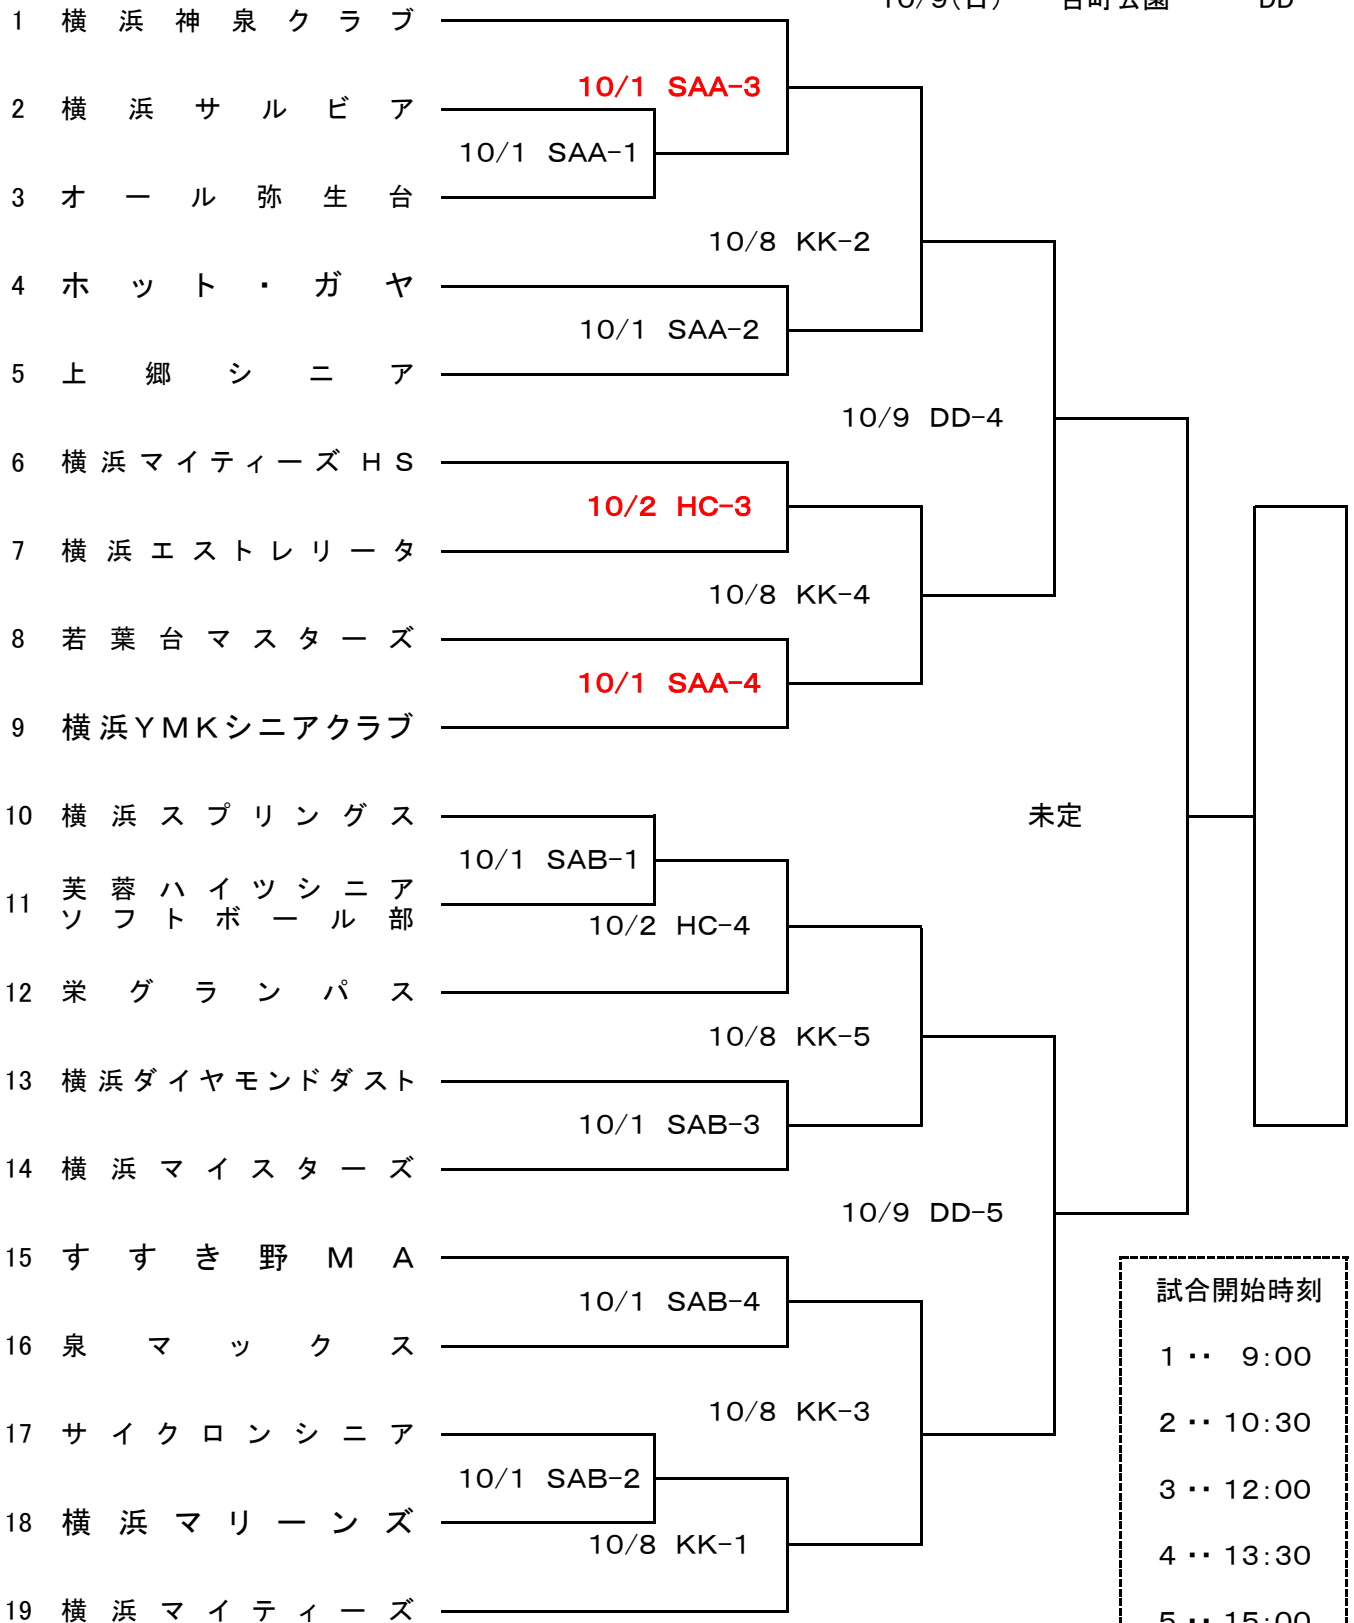 10/9(日) 台町公園 DD
1 横浜神泉クラブ
10/1 SAA-3
2 横浜サルビア
10/1 SAA-1
3 オール弥生台
10/8 KK-2
4 ホット・ガヤ
10/1 SAA-2
5 上郷シニア
10/9 DD-4
6 横浜マイティーズHS
10/2 HC-3
7 横浜エストレリータ
10/8 KK-4
8 若葉台マスターズ
10/1 SAA-4
9 横浜YMKシニアクラブ
10 横浜スプリングス
未定
10/1 SAB-1
11 芙蓉ハイツシニア
ソフトボール部
10/2 HC-4
12 栄グランパス
10/8 KK-5
13 横浜ダイヤモンドダスト
10/1 SAB-3
14 横浜マイスターズ
10/9 DD-5
15 すすき野MA
10/1 SAB-4
16 泉マックス
10/8 KK-3
17 サイクロンシニア
10/1 SAB-2
18 横浜マリーンズ
10/8 KK-1
19 横浜マイティーズ
試合開始時刻
1 ‥ 9:00
2 ‥ 10:30
3 ‥ 12:00
4 ‥ 13:30
5 ‥ 15:00